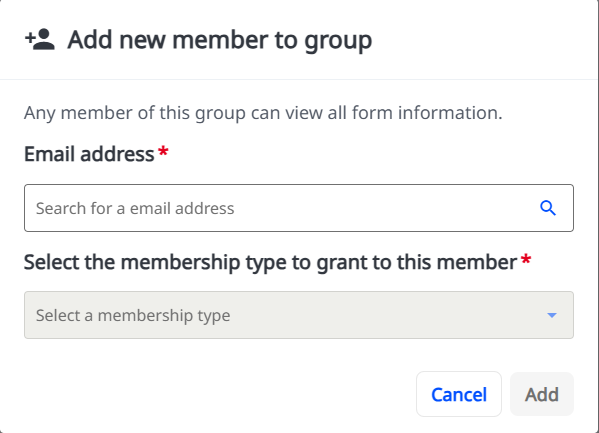 Add new member to group
Any member of this group can view all form information.
Email address *
Search for a email address
Select the membership type to grant to this member *
Select a membership type
Cancel
Add